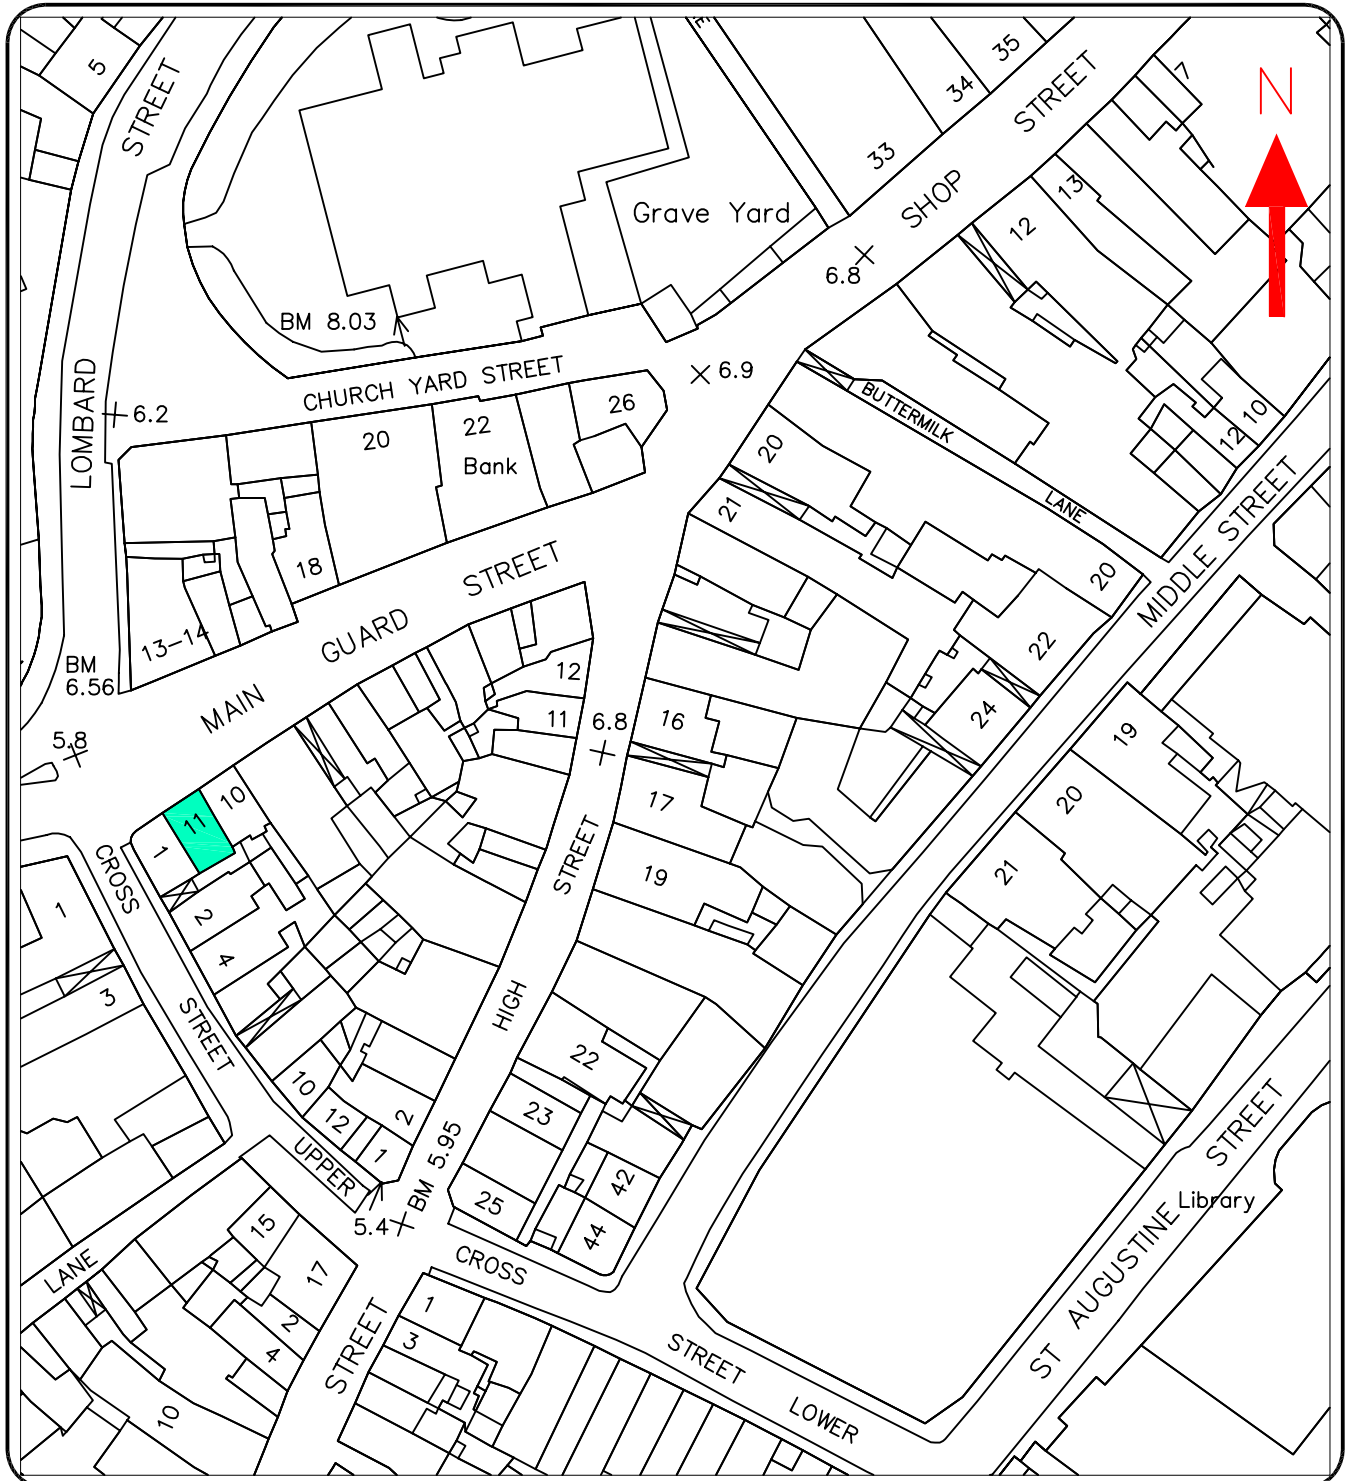 5
STREET
35
34
33
STREET
7
N
SHOP
13
12
Grave Yard
6.8
BM 8.03
CHURCH YARD STREET
6.9
LOMBARD
6.2
20
22
Bank
26
BUTTERMILK
LANE
10
12
20
21
18
13-14
MAIN
GUARD
STREET
MIDDLE STREET
20
22
24
BM
6.56
5.8
12
11
6.8
16
17
19
19
20
21
10
11
1
CROSS
2
4
1
3
STREET
STREET
HIGH
22
23
25
42
44
10
12
1
2
UPPER
BM 5.95
5.4
LANE
15
17
2
4
10
STREET
CROSS
1
3
STREET
LOWER
ST AUGUSTINE
STREET
Library